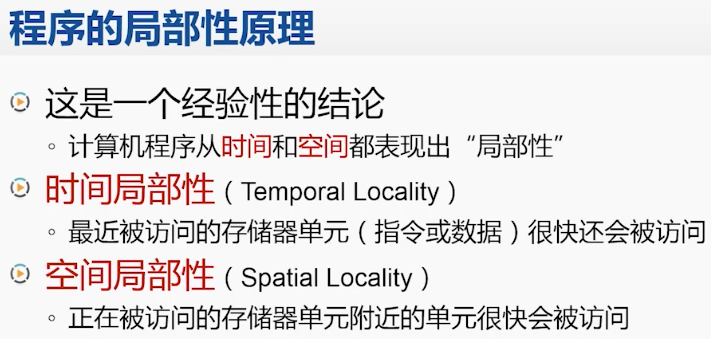 程序的局部性原理
这是一个经验性的结论
计算机程序从时间和空间都表现出“局部性”
时间局部性（Temporal Locality）
最近被访问的存储器单元（指令或数据）很快还会被访问
空间局部性（Spatial Locality）
正在被访问的存储器单元附近的单元很快会被访问